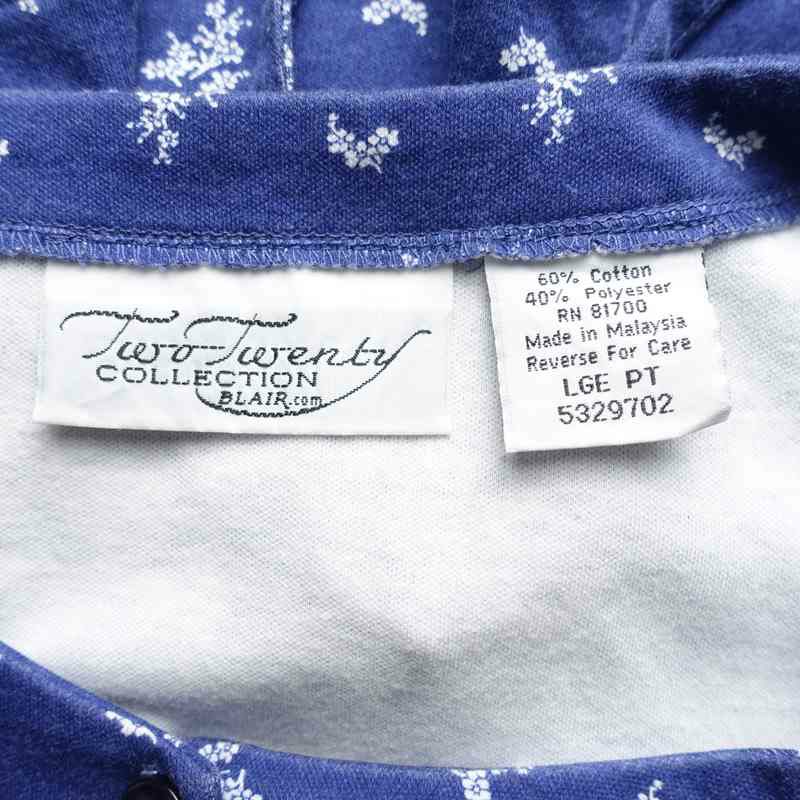 Two Twenty
COLLECTION
BLAIR.com
60% Cotton
40% Polyester
RN 81700
Made in Malaysia
Reverse For Care
LGE PT
5329702